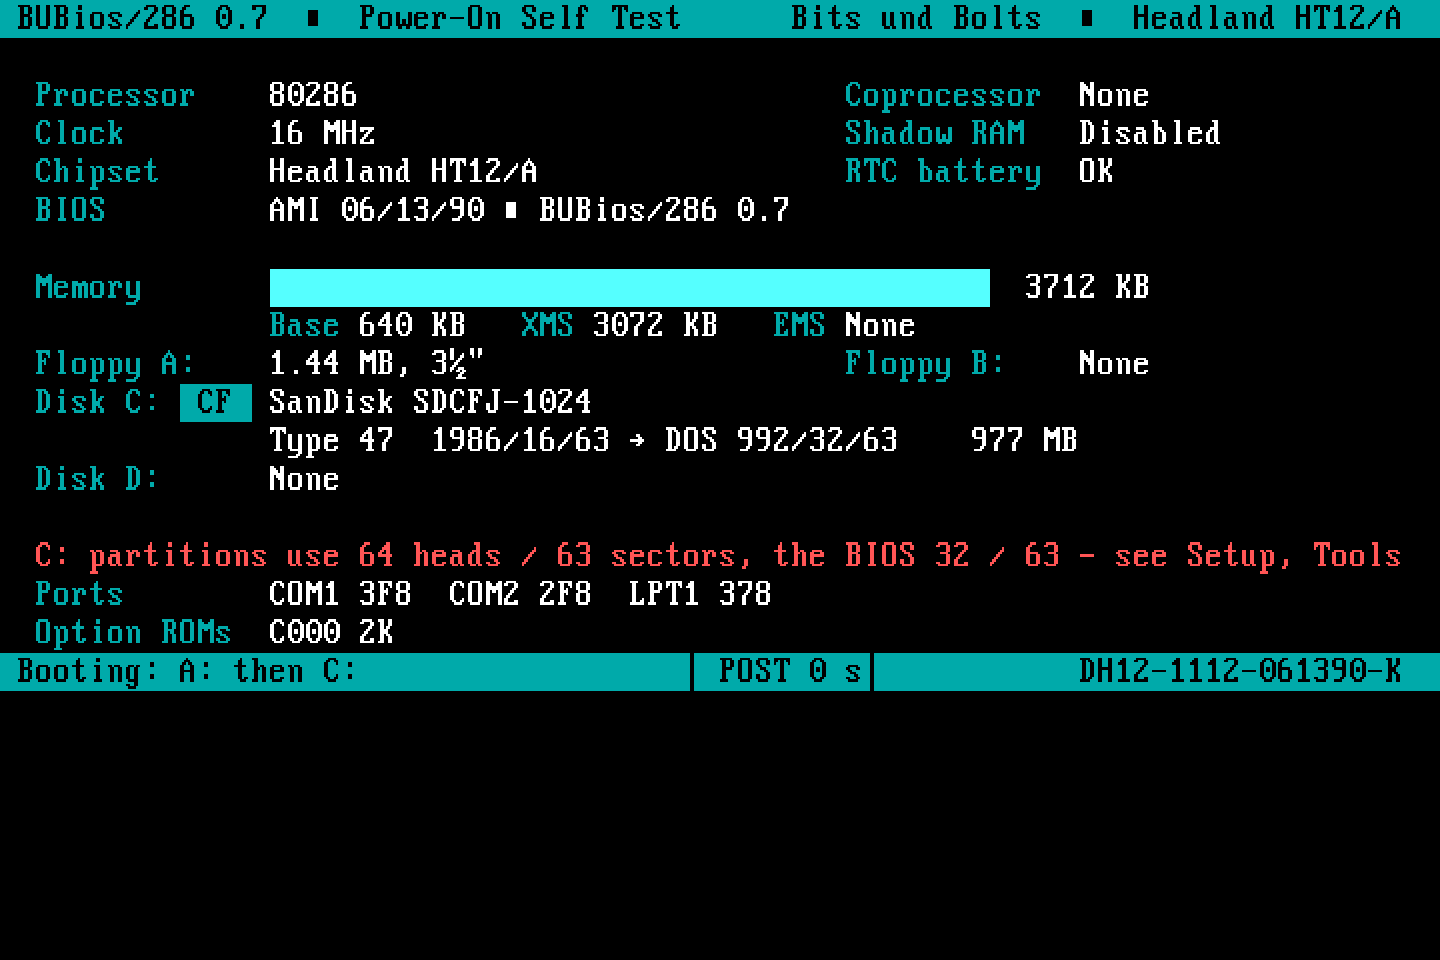 BUBios/286 0.7 ■ Power-On Self Test Bits und Bolts ■ Headland HT12/A
Processor 80286 Coprocessor None
Clock 16 MHz Shadow RAM Disabled
Chipset Headland HT12/A RTC battery OK
BIOS AMI 06/13/90 ■ BUBios/286 0.7
Memory 3712 KB
Base 640 KB XMS 3072 KB EMS None
Floppy A: 1.44 MB, 3½" Floppy B: None
Disk C: CF SanDisk SDCFJ-1024
Type 47 1986/16/63 → DOS 992/32/63 977 MB
Disk D: None
C: partitions use 64 heads / 63 sectors, the BIOS 32 / 63 - see Setup, Tools
Ports COM1 3F8 COM2 2F8 LPT1 378
Option ROMs C000 2K
Booting: A: then C: POST 0 s DH12-1112-061390-K